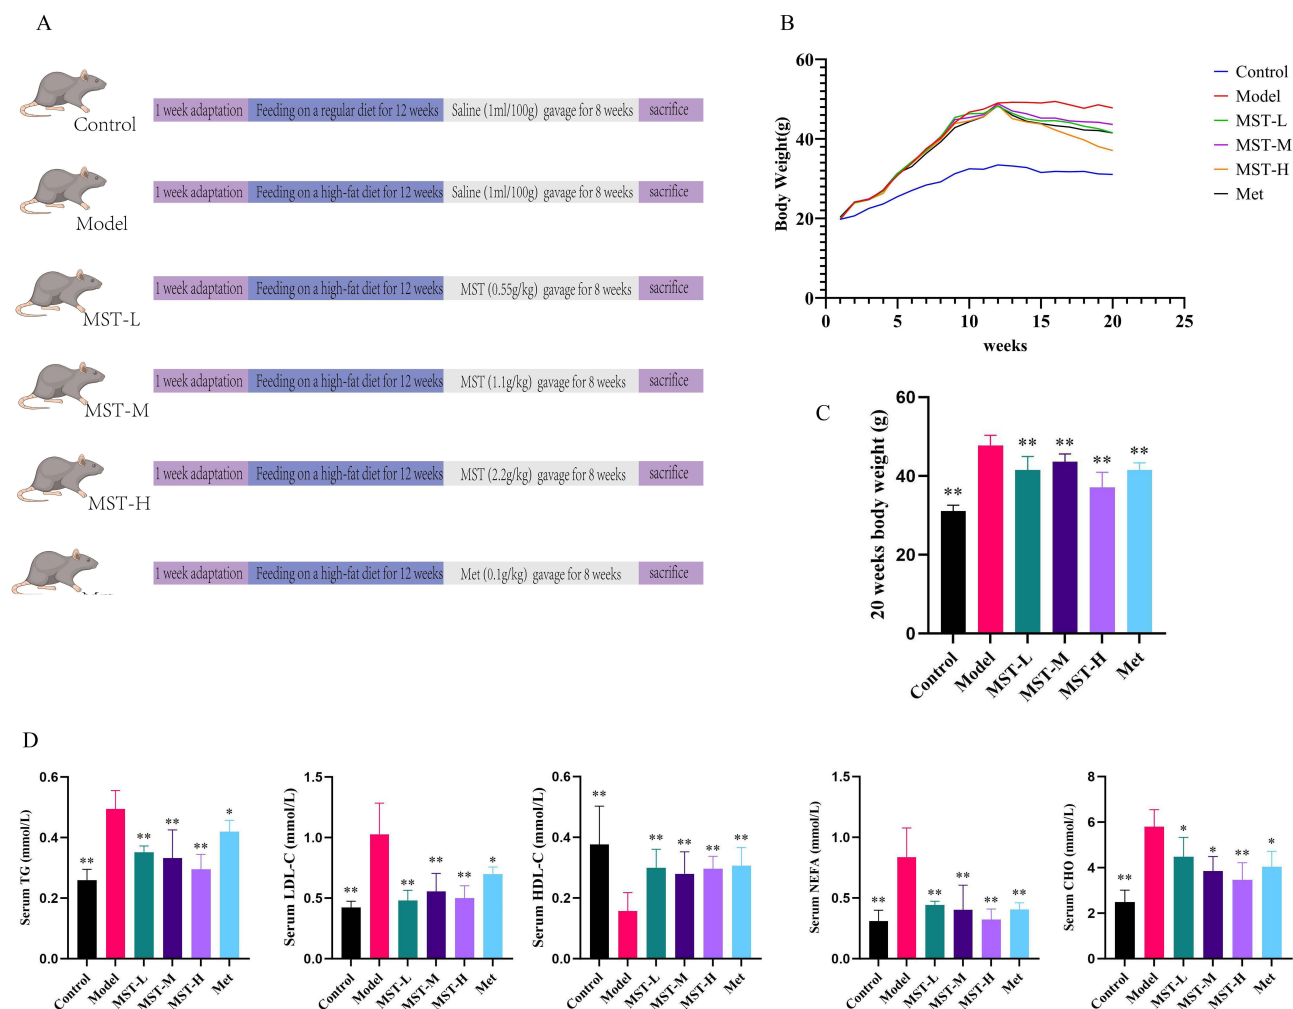 A
Control
1 week adaptation Feeding on a regular diet for 12 weeks Saline (1ml/100g) gavage for 8 weeks sacrifice
Model
1 week adaptation Feeding on a high-fat diet for 12 weeks Saline (1ml/100g) gavage for 8 weeks sacrifice
MST-L
1 week adaptation Feeding on a high-fat diet for 12 weeks MST (0.55g/kg) gavage for 8 weeks sacrifice
MST-M
1 week adaptation Feeding on a high-fat diet for 12 weeks MST (1.1g/kg) gavage for 8 weeks sacrifice
MST-H
1 week adaptation Feeding on a high-fat diet for 12 weeks MST (2.2g/kg) gavage for 8 weeks sacrifice
1 week adaptation Feeding on a high-fat diet for 12 weeks Met (0.1g/kg) gavage for 8 weeks sacrifice
B
Body Weight(g)
60
40
20
0
0 5 10 15 20 25
weeks
Control
Model
MST-L
MST-M
MST-H
Met
C
20 weeks body weight (g)
60
40
20
0
** ** ** ** **
Control Model MST-L MST-M MST-H Met
D
Serum TG (mmol/L)
0.6
0.4
0.2
0.0
** ** ** ** *
Control Model MST-L MST-M MST-H Met
Serum LDL-C (mmol/L)
1.5
1.0
0.5
0.0
** ** ** ** *
Control Model MST-L MST-M MST-H Met
Serum HDL-C (mmol/L)
0.6
0.4
0.2
0.0
** ** ** ** **
Control Model MST-L MST-M MST-H Met
Serum NEFA (mmol/L)
1.5
1.0
0.5
0.0
** ** ** ** **
Control Model MST-L MST-M MST-H Met
Serum CHO (mmol/L)
8
6
4
2
0
** * * ** *
Control Model MST-L MST-M MST-H Met